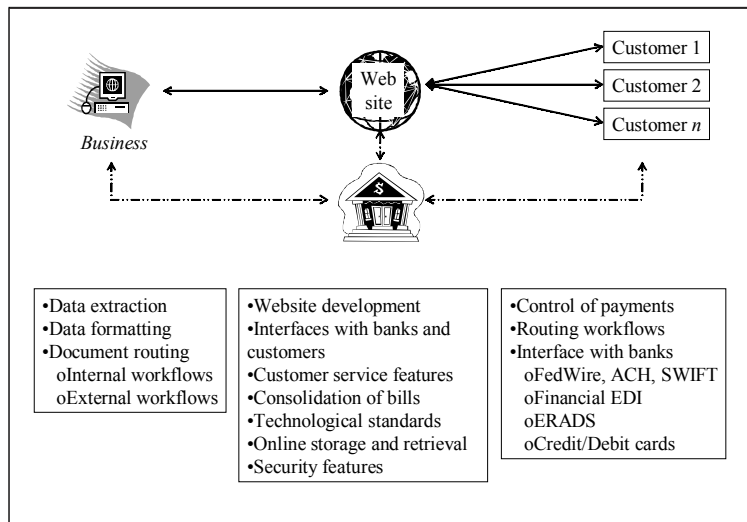 Web
site
Customer 1
Customer 2
Customer n
Business
$
•Data extraction
•Data formatting
•Document routing
oInternal workflows
oExternal workflows
•Website development
•Interfaces with banks and
customers
•Customer service features
•Consolidation of bills
•Technological standards
•Online storage and retrieval
•Security features
•Control of payments
•Routing workflows
•Interface with banks
oFedWire, ACH, SWIFT
oFinancial EDI
oERADS
oCredit/Debit cards